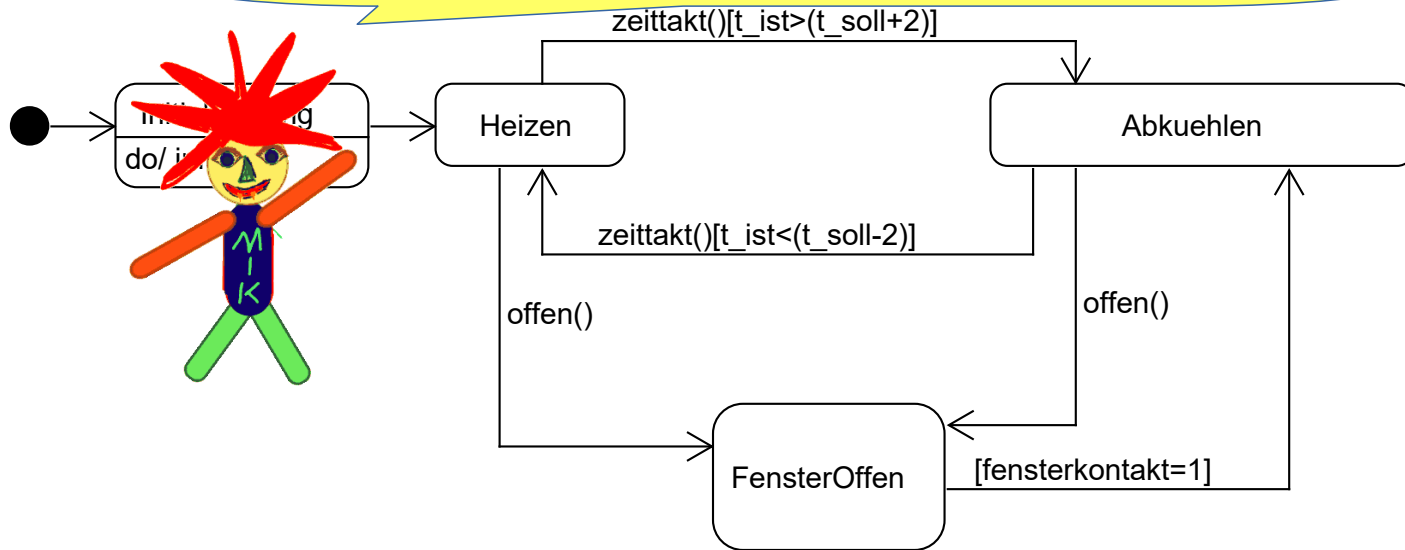 zeittakt()[t_ist>(t_soll+2)]
Heizen
Abkuehlen
do/
M
I
K
zeittakt()[t_ist<(t_soll-2)]
offen()
offen()
FensterOffen
[fensterkontakt=1]